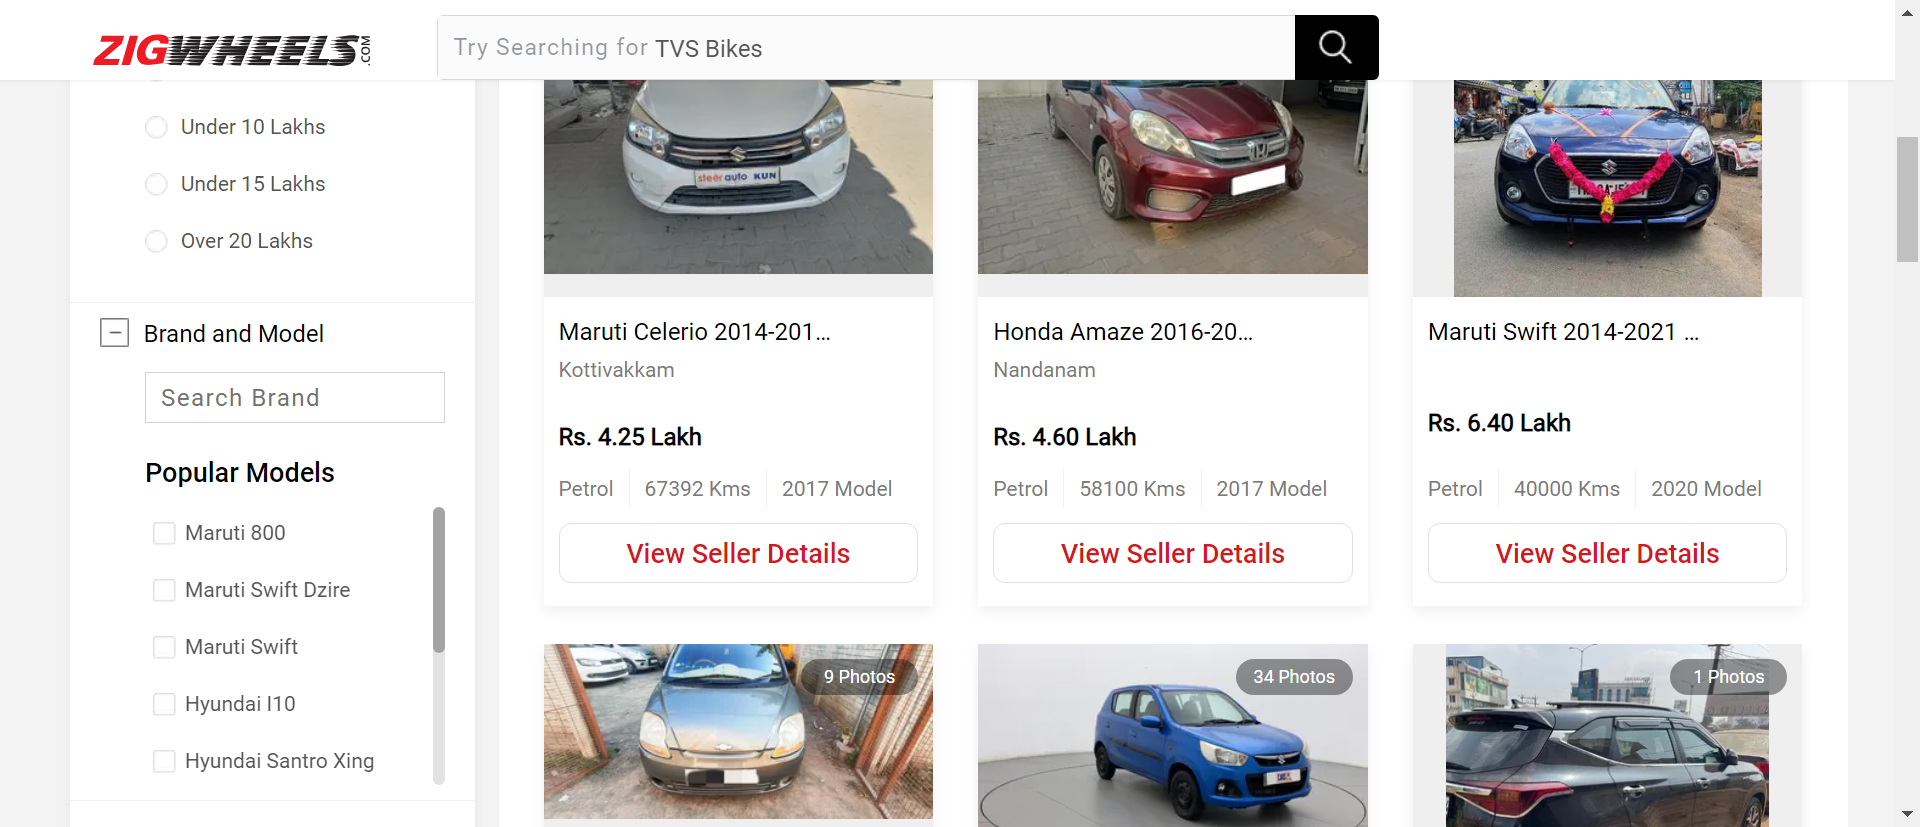 ZIGWHEELS.COM
Try Searching for TVS Bikes
Under 10 Lakhs
Under 15 Lakhs
Over 20 Lakhs
Brand and Model
Search Brand
Popular Models
Maruti 800
Maruti Swift Dzire
Maruti Swift
Hyundai I10
Hyundai Santro Xing
steer auto KUN
Maruti Celerio 2014-201...
Kottivakkam
Rs. 4.25 Lakh
Petrol
67392 Kms
2017 Model
View Seller Details
Honda Amaze 2016-20...
Nandanam
Rs. 4.60 Lakh
Petrol
58100 Kms
2017 Model
View Seller Details
Maruti Swift 2014-2021 ...
Rs. 6.40 Lakh
Petrol
40000 Kms
2020 Model
View Seller Details
9 Photos
34 Photos
1 Photos